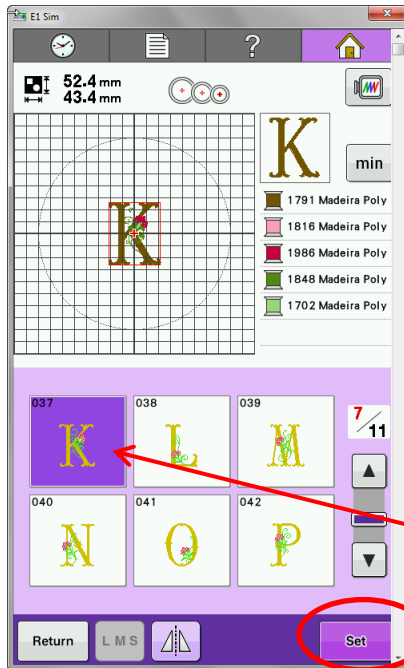 E1 Sim
?
52.4 mm
43.4 mm
K
min
1791 Madeira Poly
1816 Madeira Poly
1986 Madeira Poly
1848 Madeira Poly
1702 Madeira Poly
K
037 038 039
K L M
7/11
040 041 042
N O P
Return L M S Set